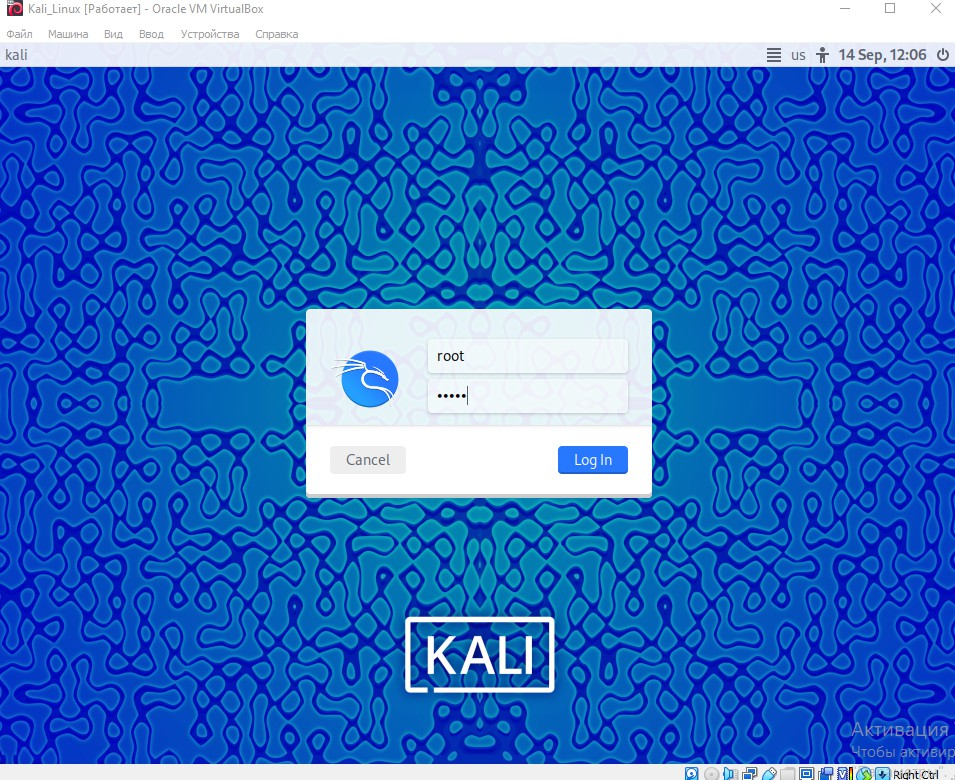 Kali_Linux [Работает] - Oracle VM VirtualBox
Файл Машина Вид Ввод Устройства Справка
kali us 14 Sep, 12:06
root
•••••
Cancel Log In
KALI
Активация
Чтобы активир
Right Ctrl